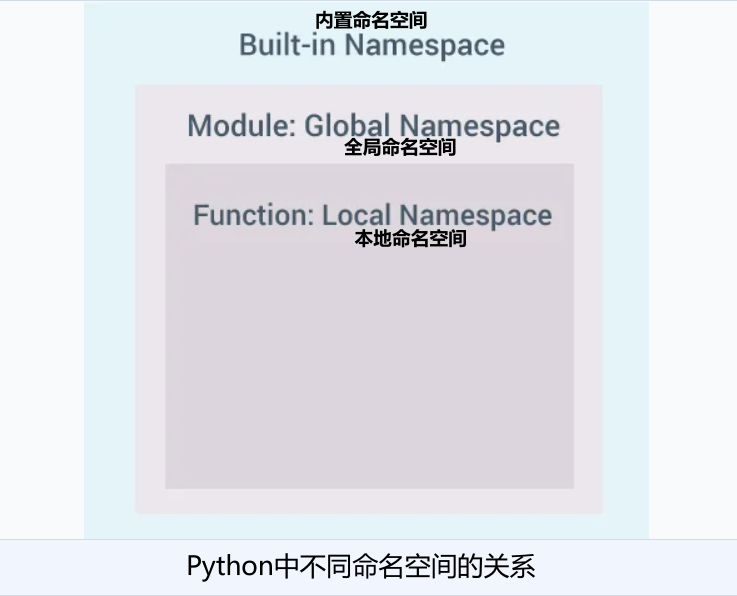 内置命名空间
Built-in Namespace
Module: Global Namespace
全局命名空间
Function: Local Namespace
本地命名空间
Python中不同命名空间的关系